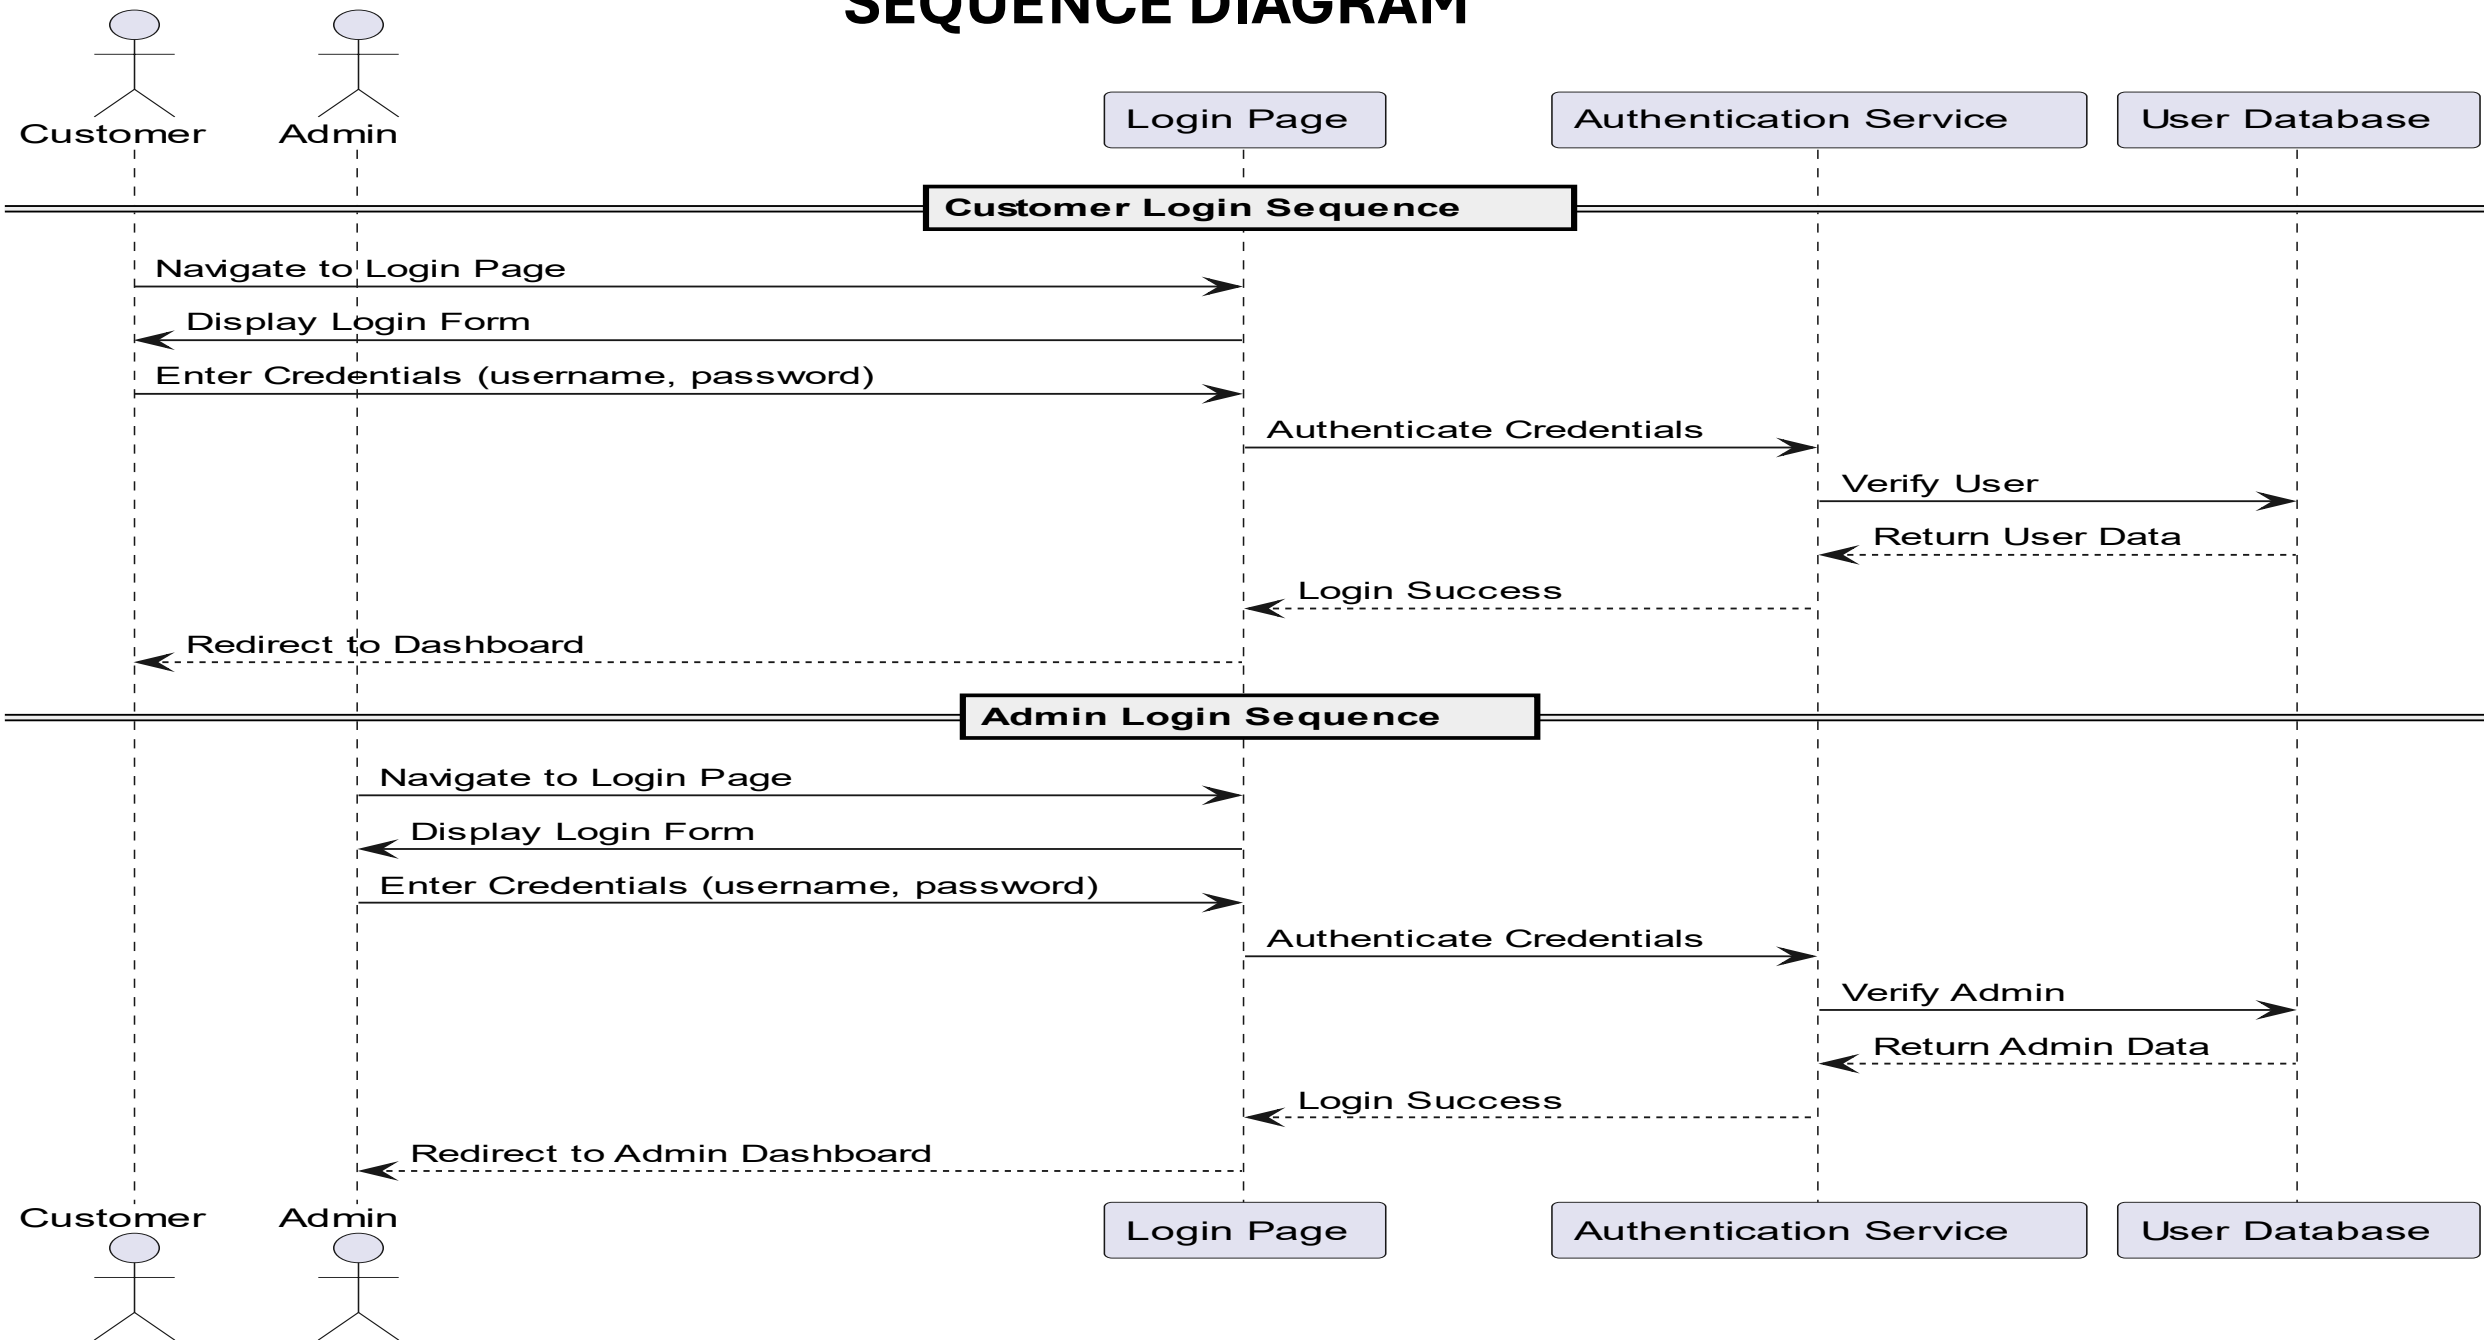 SEQUENCE DIAGRAM
Customer
Admin
Login Page
Authentication Service
User Database
Customer Login Sequence
Navigate to Login Page
Display Login Form
Enter Credentials (username, password)
Authenticate Credentials
Verify User
Return User Data
Login Success
Redirect to Dashboard
Admin Login Sequence
Navigate to Login Page
Display Login Form
Enter Credentials (username, password)
Authenticate Credentials
Verify Admin
Return Admin Data
Login Success
Redirect to Admin Dashboard
Customer
Admin
Login Page
Authentication Service
User Database